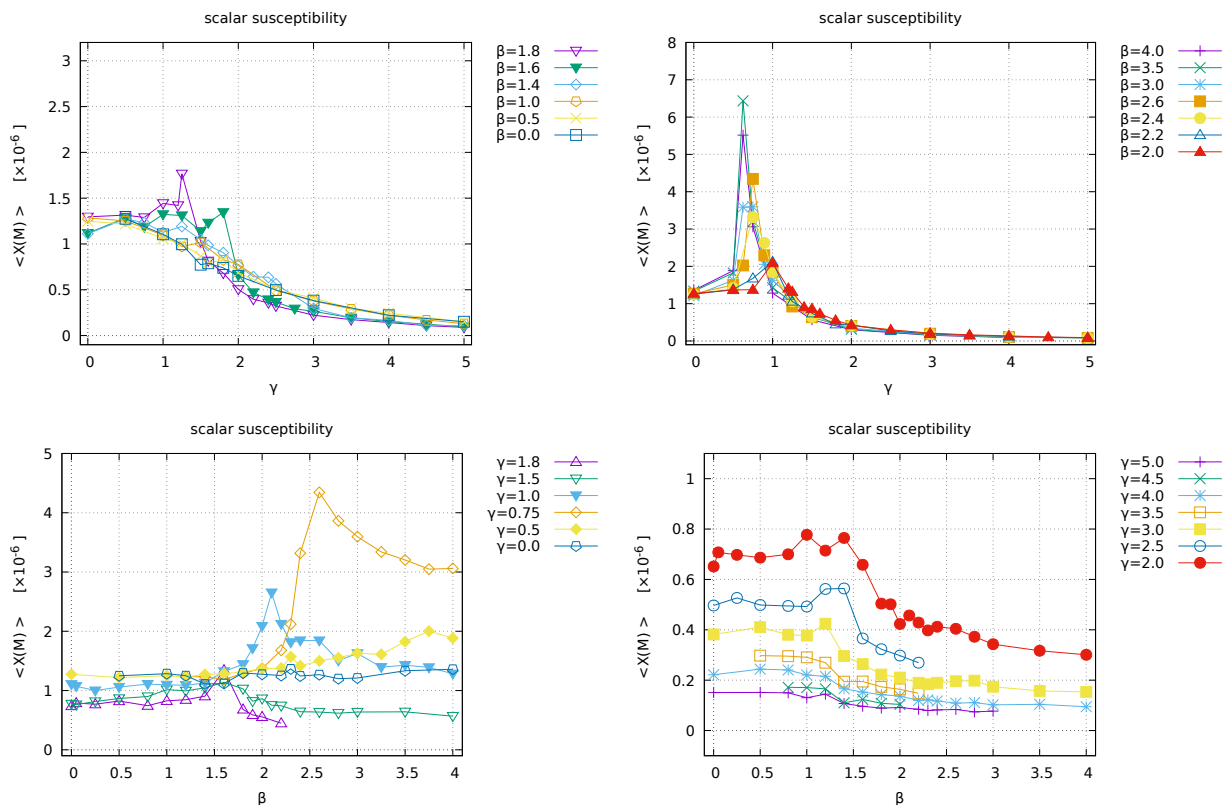 scalar susceptibility
3
2.5
2
1.5
1
0.5
0
0 1 2 3 4 5
<X(M) > [×10-6 ]
γ
β=1.8
β=1.6
β=1.4
β=1.0
β=0.5
β=0.0
scalar susceptibility
8
7
6
5
4
3
2
1
0
0 1 2 3 4 5
<X(M) > [×10-6 ]
γ
β=4.0
β=3.5
β=3.0
β=2.6
β=2.4
β=2.2
β=2.0
scalar susceptibility
5
4
3
2
1
0
0 0.5 1 1.5 2 2.5 3 3.5 4
<X(M) > [×10-6 ]
β
γ=1.8
γ=1.5
γ=1.0
γ=0.75
γ=0.5
γ=0.0
scalar susceptibility
1
0.8
0.6
0.4
0.2
0
0 0.5 1 1.5 2 2.5 3 3.5 4
<X(M) > [×10-6 ]
β
γ=5.0
γ=4.5
γ=4.0
γ=3.5
γ=3.0
γ=2.5
γ=2.0